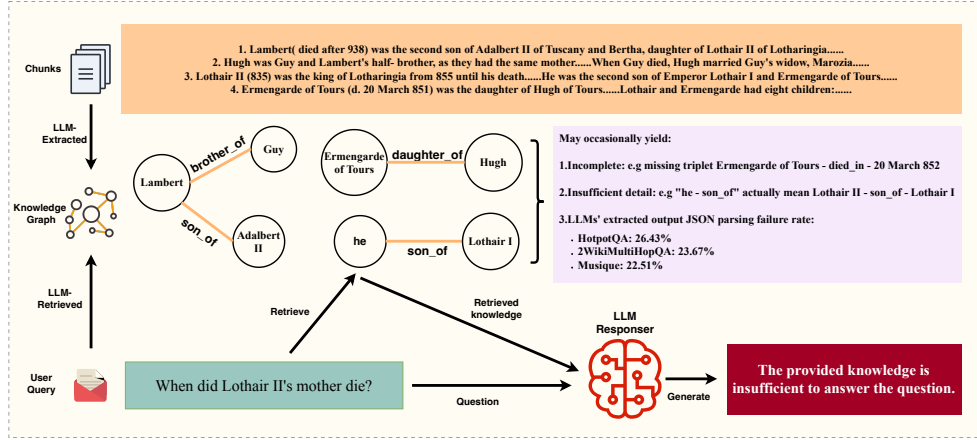 Chunks
1. Lambert( died after 938) was the second son of Adalbert II of Tuscany and Bertha, daughter of Lothair II of Lotharingia......
2. Hugh was Guy and Lambert's half- brother, as they had the same mother......When Guy died, Hugh married Guy's widow, Marozia......
3. Lothair II (835) was the king of Lotharingia from 855 until his death......He was the second son of Emperor Lothair I and Ermengarde of Tours......
4. Ermengarde of Tours (d. 20 March 851) was the daughter of Hugh of Tours......Lothair and Ermengarde had eight children:......
LLM-
Extracted
Knowledge
Graph
LLM-
Retrieved
User
Query
Lambert
brother_of
Guy
son_of
Adalbert
II
Ermengarde
of Tours
daughter_of
Hugh
he
son_of
Lothair I
May occasionally yield:
1.Incomplete: e.g missing triplet Ermengarde of Tours - died_in - 20 March 852
2.Insufficient detail: e.g "he - son_of" actually mean Lothair II - son_of - Lothair I
3.LLMs' extracted output JSON parsing failure rate:
. HotpotQA: 26.43%
. 2WikiMultiHopQA: 23.67%
. Musique: 22.51%
Retrieve
Retrieved
knowledge
LLM
Responser
When did Lothair II's mother die?
Question
Generate
The provided knowledge is
insufficient to answer the question.